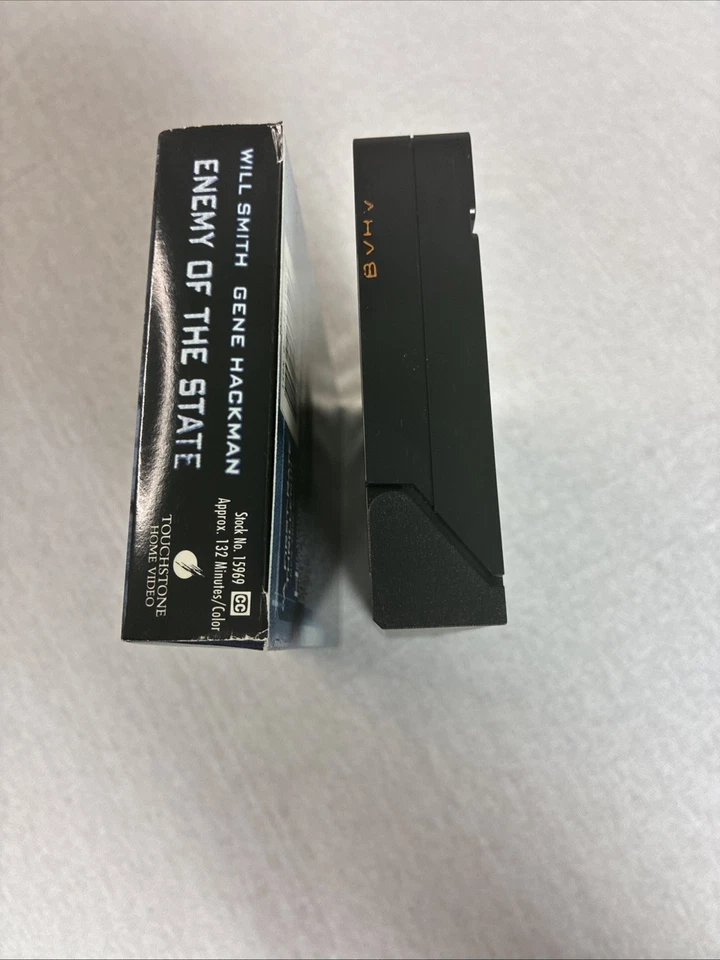 WILL SMITH GENE HACKMAN
ENEMY OF THE STATE
Stock No. 15969 CC
Approx. 132 Minutes/Color
TOUCHSTONE
HOME VIDEO